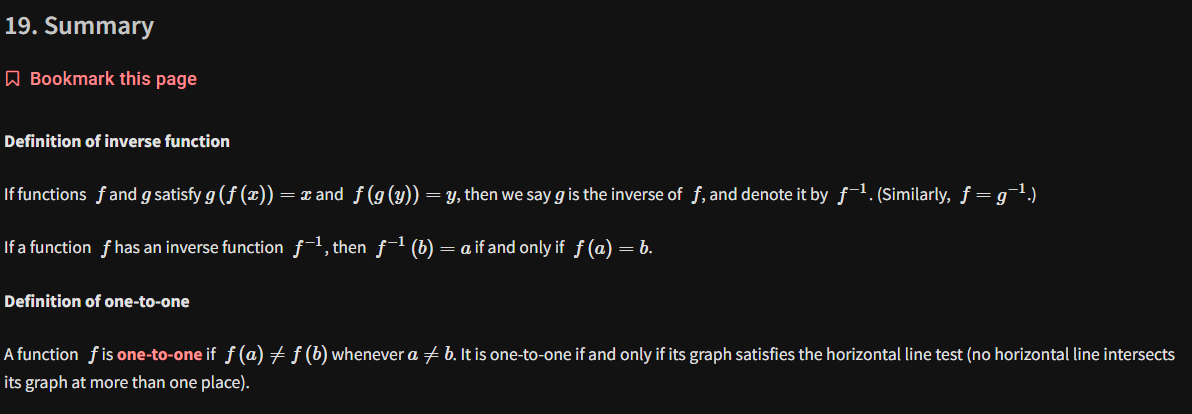 19. Summary
Bookmark this page
Definition of inverse function
If functions f and g satisfy g(f(x)) = x and f(g(y)) = y, then we say g is the inverse of f, and denote it by f⁻¹. (Similarly, f = g⁻¹.)
If a function f has an inverse function f⁻¹, then f⁻¹(b) = a if and only if f(a) = b.
Definition of one-to-one
A function f is one-to-one if f(a) ≠ f(b) whenever a ≠ b. It is one-to-one if and only if its graph satisfies the horizontal line test (no horizontal line intersects
its graph at more than one place).